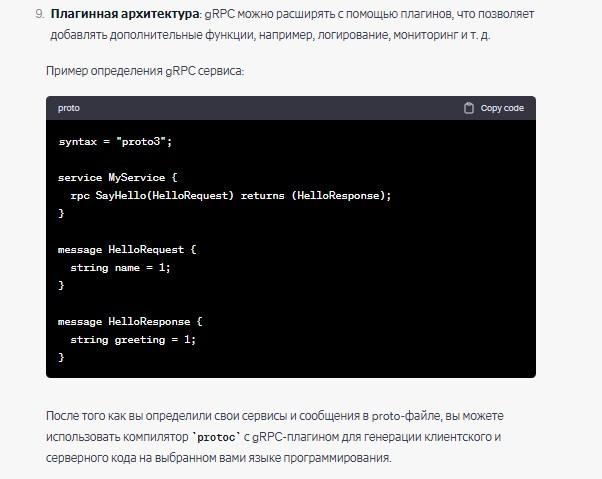 9. Плагинная архитектура: gRPC можно расширять с помощью плагинов, что позволяет
добавлять дополнительные функции, например, логирование, мониторинг и т. д.
Пример определения gRPC сервиса:
proto Copy code
syntax = "proto3";
service MyService {
rpc SayHello(HelloRequest) returns (HelloResponse);
}
message HelloRequest {
string name = 1;
}
message HelloResponse {
string greeting = 1;
}
После того как вы определили свои сервисы и сообщения в proto-файле, вы можете
использовать компилятор `protoc` с gRPC-плагином для генерации клиентского и
серверного кода на выбранном вами языке программирования.